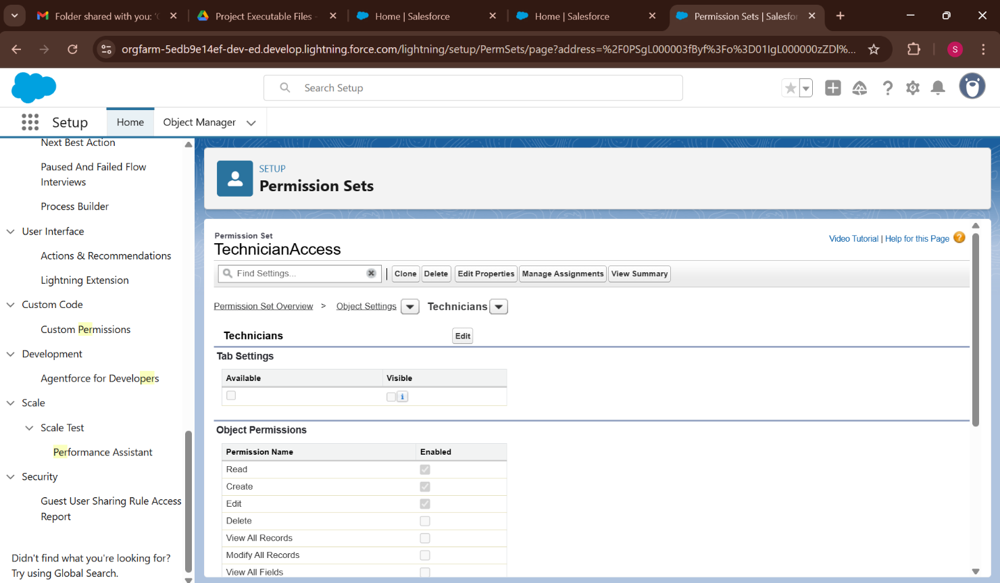 Folder shared with you: '
Project Executable Files -
Home | Salesforce
Home | Salesforce
Permission Sets | Salesfor
orgfarm-5edb9e14ef-dev-ed.develop.lightning.force.com/lightning/setup/PermSets/page?address=%2F0PSgL000003fByf%3Fo%3D01IgL000000zZDl%...
S
Search Setup
Setup
Home
Object Manager
Next Best Action
Paused And Failed Flow
Interviews
Process Builder
User Interface
Actions & Recommendations
Lightning Extension
Custom Code
Custom Permissions
Development
Agentforce for Developers
Scale
Scale Test
Performance Assistant
Security
Guest User Sharing Rule Access
Report
Didn't find what you're looking for?
Try using Global Search.
SETUP
Permission Sets
Permission Set
TechnicianAccess
Video Tutorial | Help for this Page ?
Find Settings...
Clone Delete Edit Properties Manage Assignments View Summary
Permission Set Overview > Object Settings Technicians
Technicians Edit
Tab Settings
Available Visible
i
Object Permissions
Permission Name Enabled
Read
Create
Edit
Delete
View All Records
Modify All Records
View All Fields